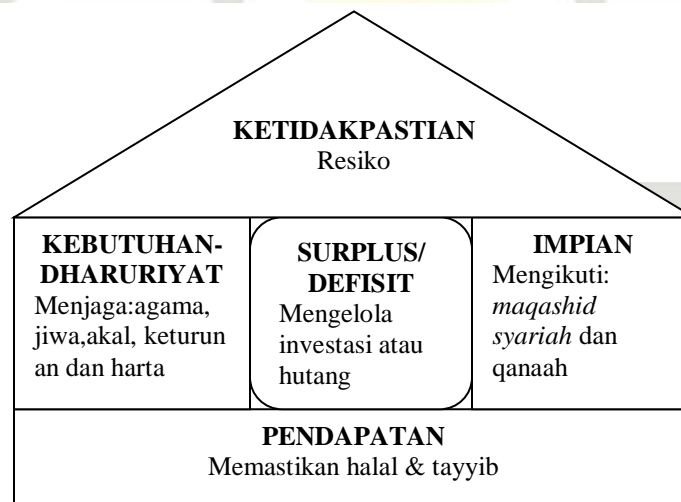 KETIDAKPASTIAN
Resiko
KEBUTUHAN-
DHARURIYAT
Menjaga:agama,
jiwa,akal, keturun
an dan harta
SURPLUS/
DEFISIT
Mengelola
investasi atau
hutang
IMPIAN
Mengikuti:
maqashid
syariah dan
qanaah
PENDAPATAN
Memastikan halal & tayyib